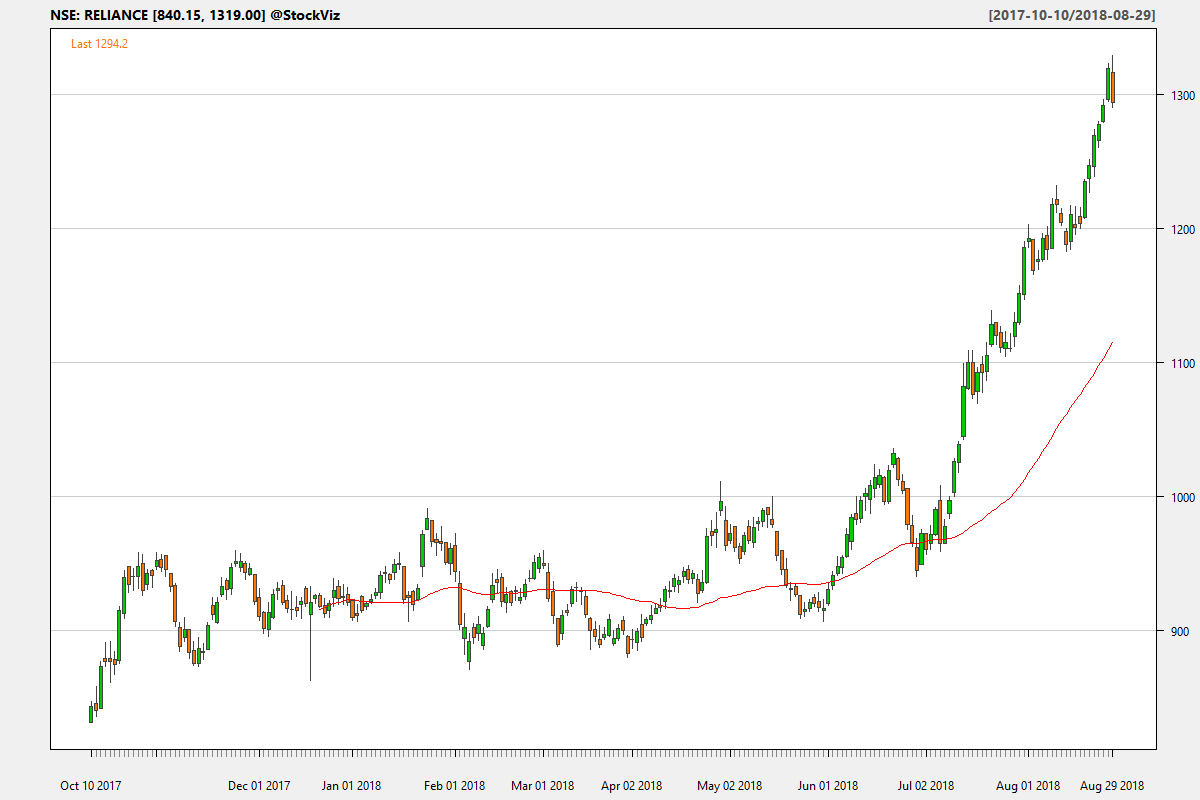 NSE: RELIANCE [840.15, 1319.00] @StockViz
[2017-10-10/2018-08-29]
Last 1294.2
1300
1200
1100
1000
900
Oct 10 2017
Dec 01 2017
Jan 01 2018
Feb 01 2018
Mar 01 2018
Apr 02 2018
May 02 2018
Jun 01 2018
Jul 02 2018
Aug 01 2018
Aug 29 2018